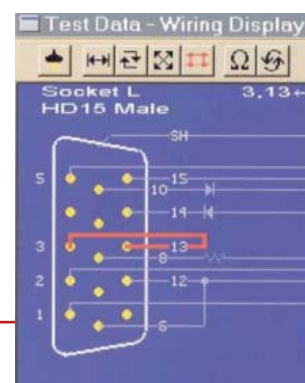 Test Data - Wiring Display
Ω
Socket L 3.13
HD15 Male
SH
5
15
10
14
3
13
8
2
12
1
6